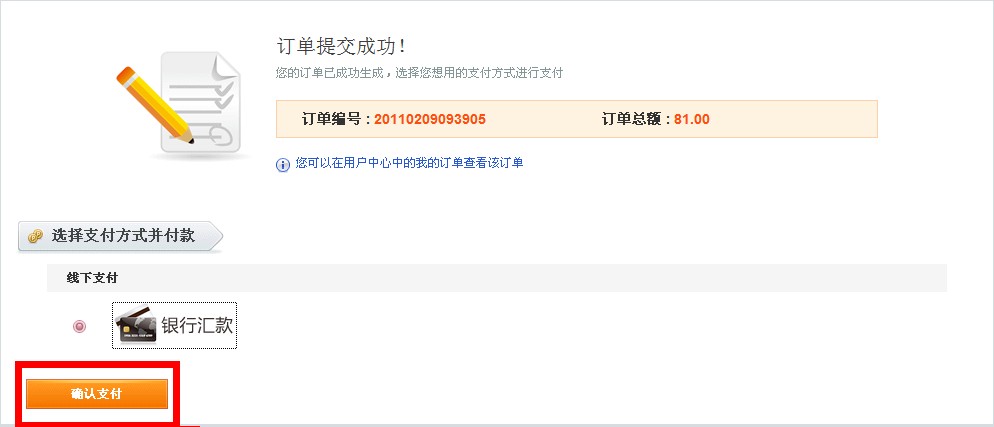 订单提交成功！
您的订单已成功生成，选择您想用的支付方式进行支付
订单编号：20110209093905 订单总额：81.00
您可以在用户中心中的我的订单查看该订单
选择支付方式并付款
线下支付
银行汇款
确认支付